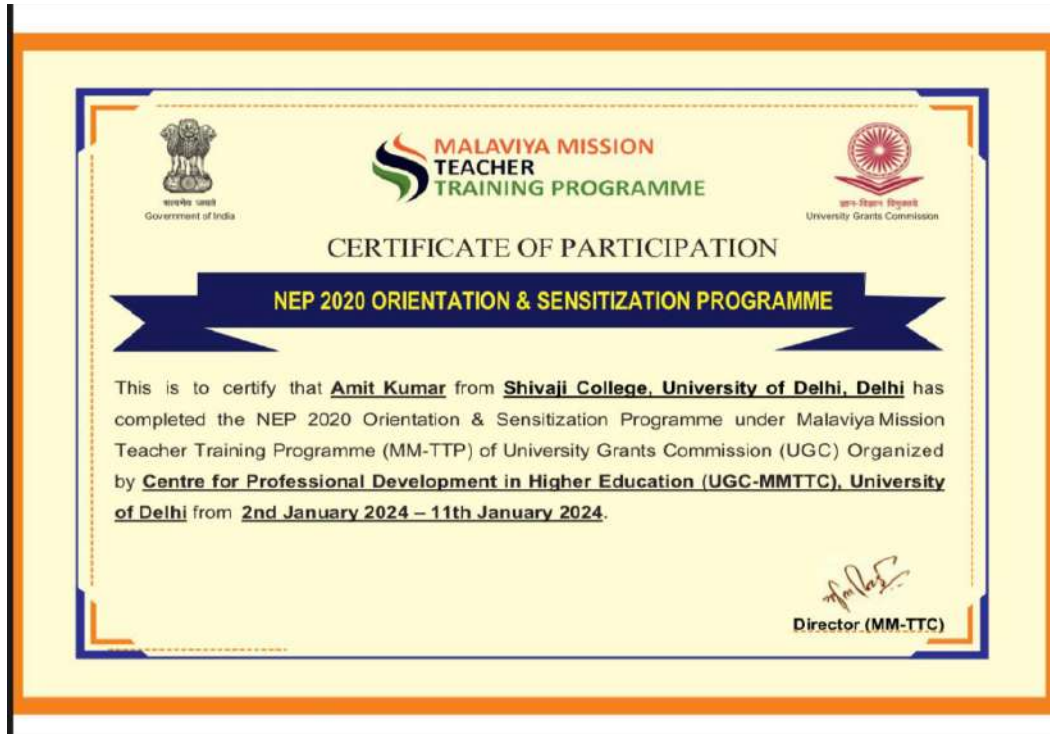 MALAVIYA MISSION
TEACHER
TRAINING PROGRAMME
सत्यमेव जयते
Government of India
ज्ञान-विज्ञान विमुक्तये
University Grants Commission
CERTIFICATE OF PARTICIPATION
NEP 2020 ORIENTATION & SENSITIZATION PROGRAMME
This is to certify that Amit Kumar from Shivaji College, University of Delhi, Delhi has
completed the NEP 2020 Orientation & Sensitization Programme under Malaviya Mission
Teacher Training Programme (MM-TTP) of University Grants Commission (UGC) Organized
by Centre for Professional Development in Higher Education (UGC-MMTTC), University
of Delhi from 2nd January 2024 – 11th January 2024.
Director (MM-TTC)